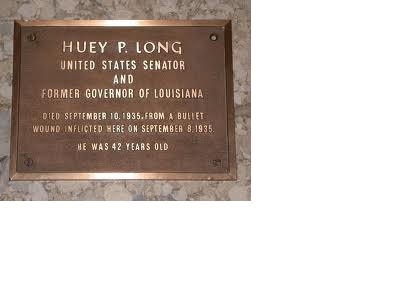 HUEY P. LONG
UNITED STATES SENATOR
AND
FORMER GOVERNOR OF LOUISIANA
DIED SEPTEMBER 10, 1935, FROM A BULLET
WOUND INFLICTED HERE ON SEPTEMBER 8, 1935.
HE WAS 42 YEARS OLD